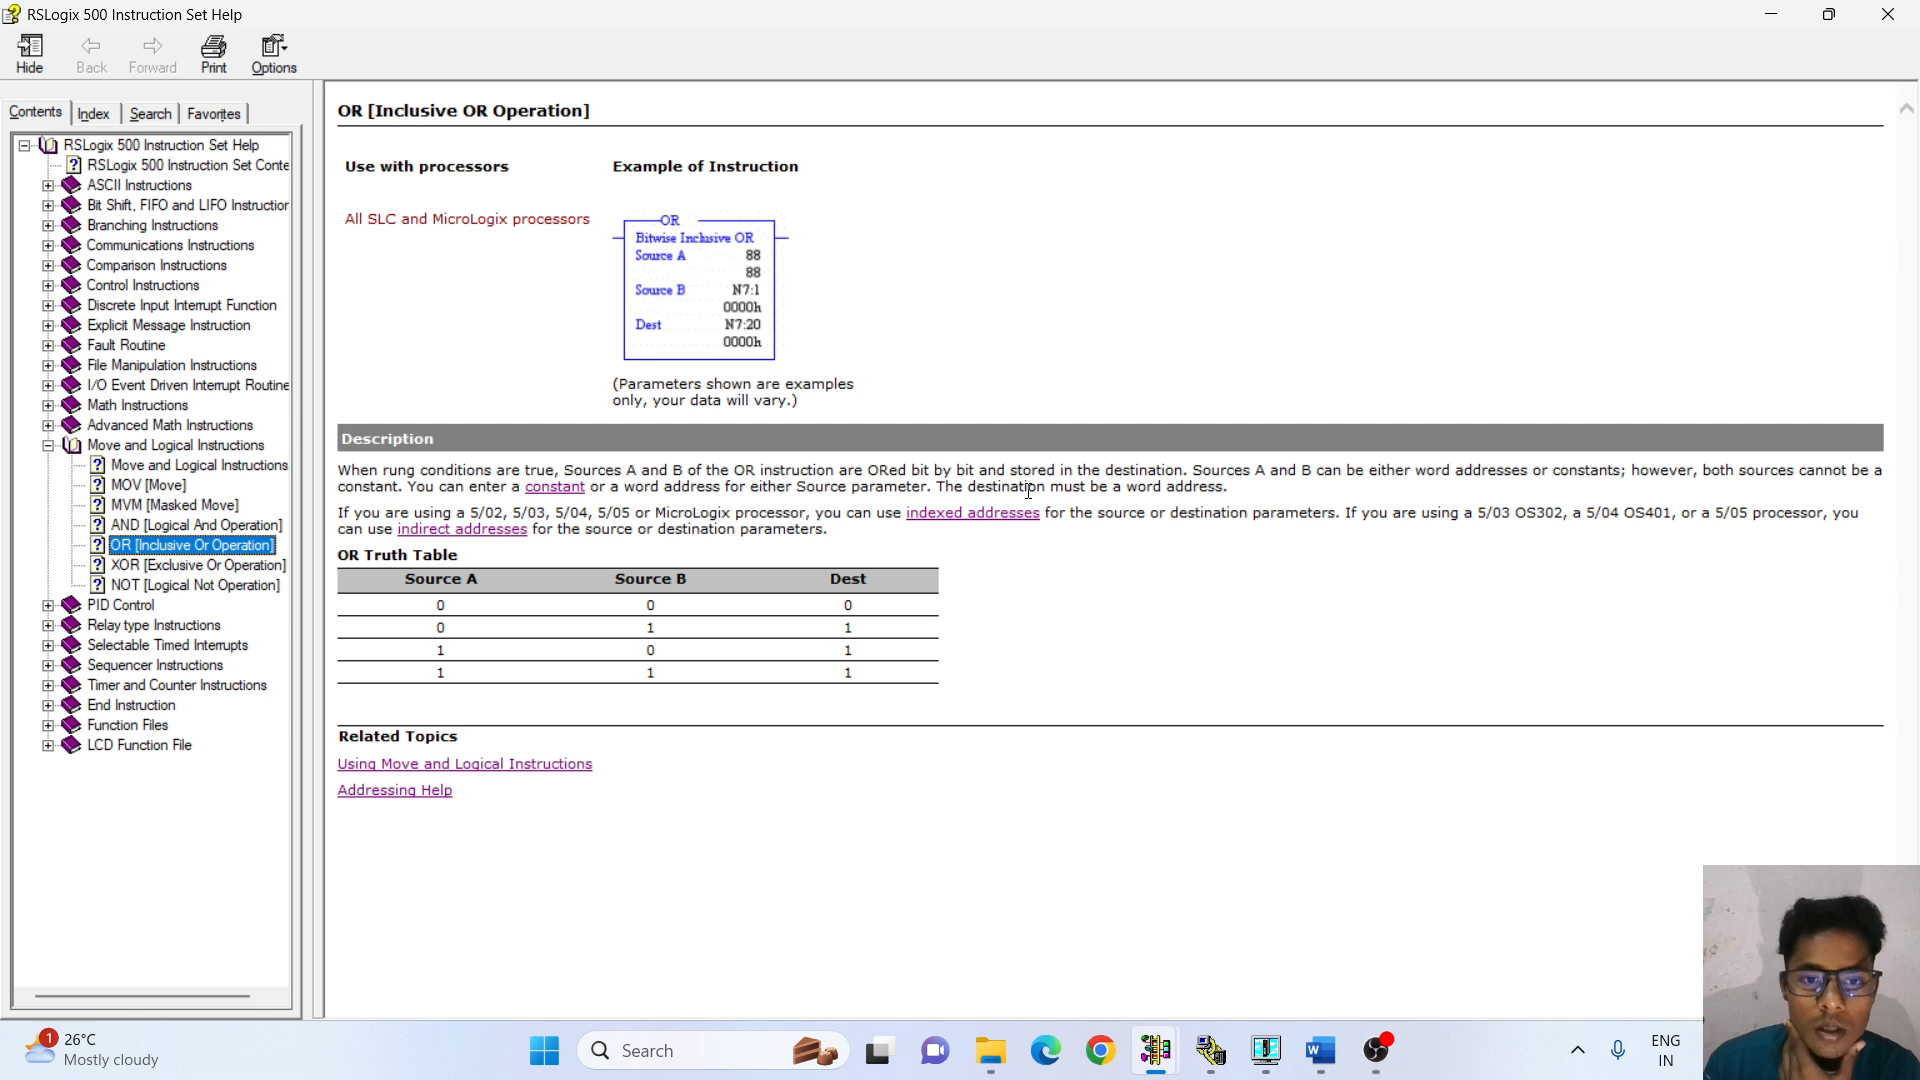 RSLogix 500 Instruction Set Help
Hide
Back
Forward
Print
Options
Contents
Index
Search
Favorites
RSLogix 500 Instruction Set Help
RSLogix 500 Instruction Set Conte
ASCII Instructions
Bit Shift, FIFO and LIFO Instruction
Branching Instructions
Communications Instructions
Comparison Instructions
Control Instructions
Discrete Input Interrupt Function
Explicit Message Instruction
Fault Routine
File Manipulation Instructions
I/O Event Driven Interrupt Routine
Math Instructions
Advanced Math Instructions
Move and Logical Instructions
Move and Logical Instructions
MOV [Move]
MVM [Masked Move]
AND [Logical And Operation]
OR [Inclusive Or Operation]
XOR [Exclusive Or Operation]
NOT [Logical Not Operation]
PID Control
Relay type Instructions
Selectable Timed Interrupts
Sequencer Instructions
Timer and Counter Instructions
End Instruction
Function Files
LCD Function File
OR [Inclusive OR Operation]
Use with processors
Example of Instruction
All SLC and MicroLogix processors
OR
Bitwise Inclusive OR
Source A 88
88
Source B N7:1
0000h
Dest N7:20
0000h
(Parameters shown are examples
only, your data will vary.)
Description
When rung conditions are true, Sources A and B of the OR instruction are ORed bit by bit and stored in the destination. Sources A and B can be either word addresses or constants; however, both sources cannot be a
constant. You can enter a constant or a word address for either Source parameter. The destination must be a word address.
If you are using a 5/02, 5/03, 5/04, 5/05 or MicroLogix processor, you can use indexed addresses for the source or destination parameters. If you are using a 5/03 OS302, a 5/04 OS401, or a 5/05 processor, you
can use indirect addresses for the source or destination parameters.
OR Truth Table
Source A Source B Dest
0 0 0
0 1 1
1 0 1
1 1 1
Related Topics
Using Move and Logical Instructions
Addressing Help
1
26°C
Mostly cloudy
Search
ENG
IN